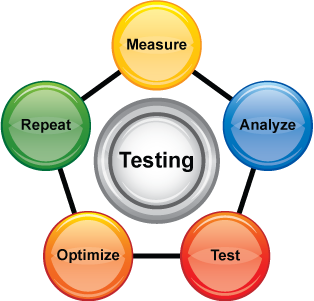 Measure
Repeat
Analyze
Testing
Optimize
Test